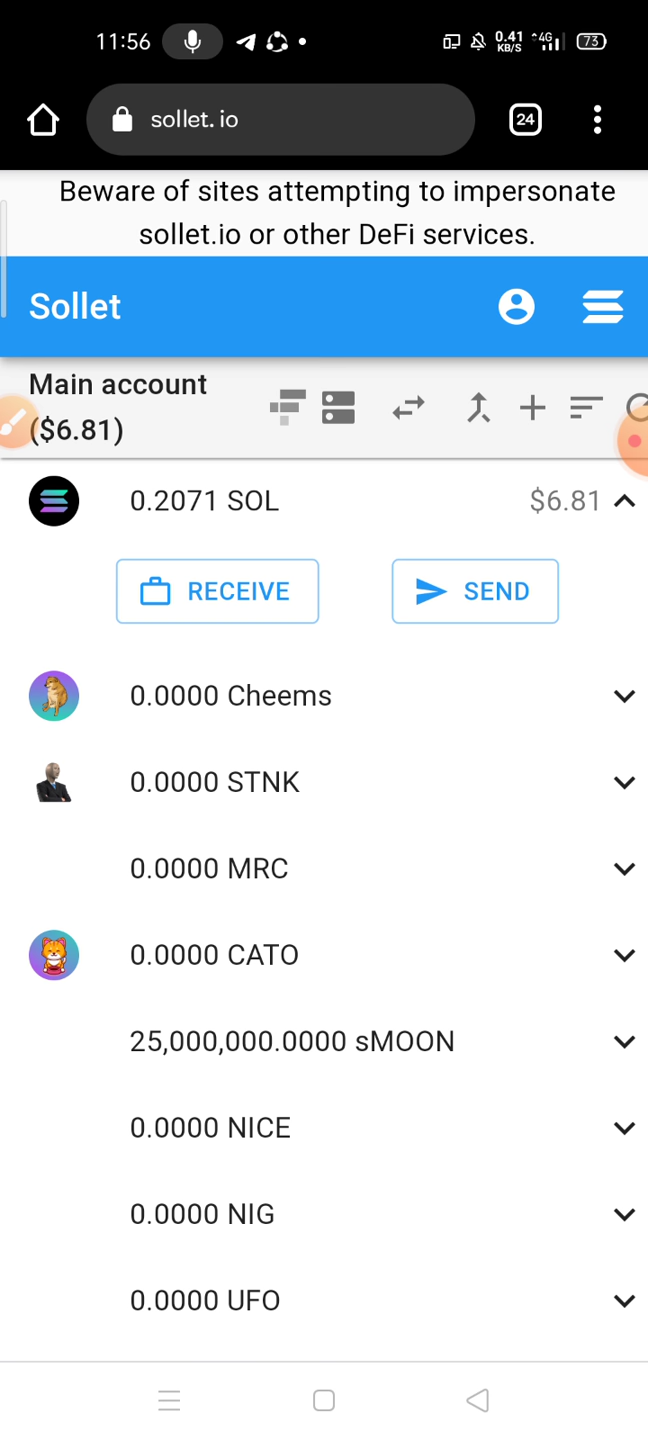 11:56 0.41 KB/S 4G 73
sollet.io 24
Beware of sites attempting to impersonate
sollet.io or other DeFi services.
Sollet
Main account
($6.81)
0.2071 SOL $6.81
RECEIVE SEND
0.0000 Cheems
0.0000 STNK
0.0000 MRC
0.0000 CATO
25,000,000.0000 sMOON
0.0000 NICE
0.0000 NIG
0.0000 UFO